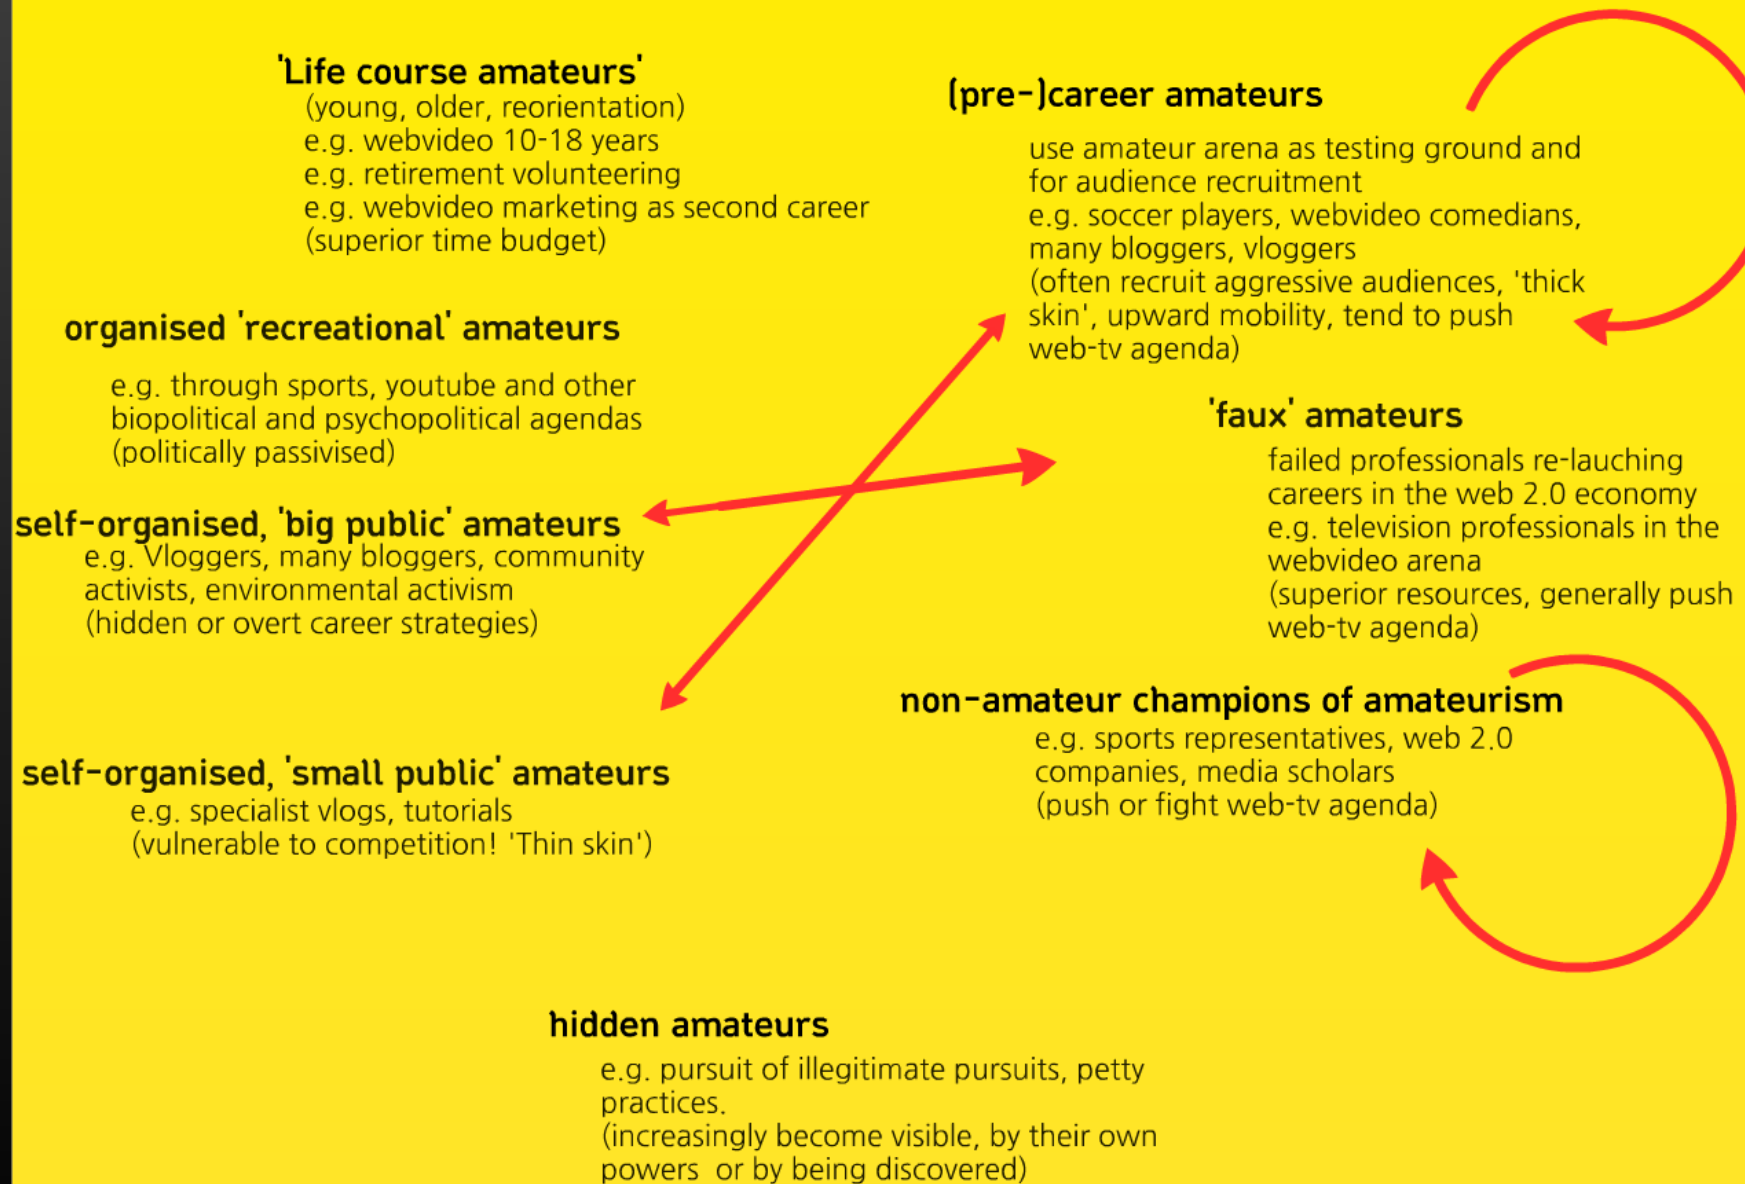 'Life course amateurs'
(young, older, reorientation)
e.g. webvideo 10-18 years
e.g. retirement volunteering
e.g. webvideo marketing as second career
(superior time budget)
organised 'recreational' amateurs
e.g. through sports, youtube and other
biopolitical and psychopolitical agendas
(politically passivised)
self-organised, 'big public' amateurs
e.g. Vloggers, many bloggers, community
activists, environmental activism
(hidden or overt career strategies)
self-organised, 'small public' amateurs
e.g. specialist vlogs, tutorials
(vulnerable to competition! 'Thin skin')
(pre-)career amateurs
use amateur arena as testing ground and
for audience recruitment
e.g. soccer players, webvideo comedians,
many bloggers, vloggers
(often recruit aggressive audiences, 'thick
skin', upward mobility, tend to push
web-tv agenda)
'faux' amateurs
failed professionals re-lauching
careers in the web 2.0 economy
e.g. television professionals in the
webvideo arena
(superior resources, generally push
web-tv agenda)
non-amateur champions of amateurism
e.g. sports representatives, web 2.0
companies, media scholars
(push or fight web-tv agenda)
hidden amateurs
e.g. pursuit of illegitimate pursuits, petty
practices.
(increasingly become visible, by their own
powers or by being discovered)